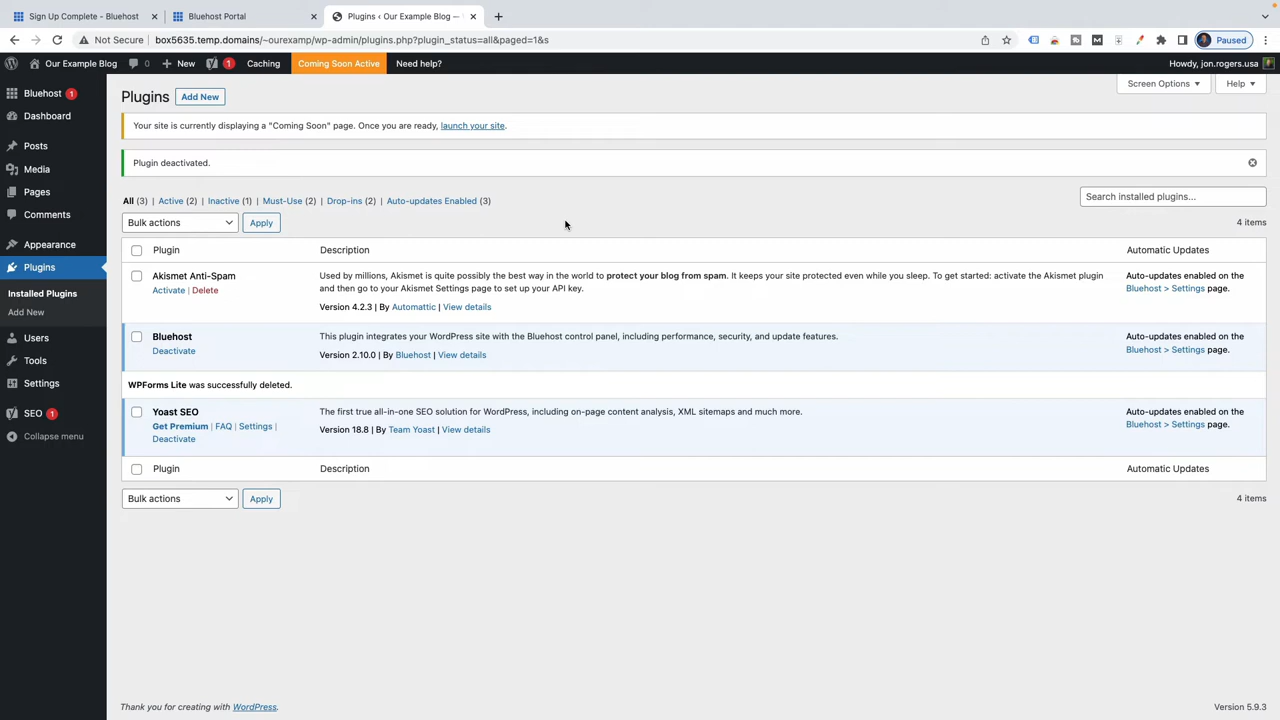 Sign Up Complete - Bluehost
Bluehost Portal
Plugins ‹ Our Example Blog —
Not Secure
box5635.temp.domains/~ourexamp/wp-admin/plugins.php?plugin_status=all&paged=1&s
Paused
Our Example Blog
0
New
1
Caching
Coming Soon Active
Need help?
Howdy, jon.rogers.usa
Bluehost 1
Dashboard
Posts
Media
Pages
Comments
Appearance
Plugins
Installed Plugins
Add New
Users
Tools
Settings
SEO 1
Collapse menu
Screen Options
Help
Plugins
Add New
Your site is currently displaying a "Coming Soon" page. Once you are ready, launch your site.
Plugin deactivated.
All (3) | Active (2) | Inactive (1) | Must-Use (2) | Drop-ins (2) | Auto-updates Enabled (3)
Search installed plugins...
Bulk actions
Apply
4 items
Plugin
Description
Automatic Updates
Akismet Anti-Spam
Activate | Delete
Used by millions, Akismet is quite possibly the best way in the world to protect your blog from spam. It keeps your site protected even while you sleep. To get started: activate the Akismet plugin
and then go to your Akismet Settings page to set up your API key.
Version 4.2.3 | By Automattic | View details
Auto-updates enabled on the
Bluehost > Settings page.
Bluehost
Deactivate
This plugin integrates your WordPress site with the Bluehost control panel, including performance, security, and update features.
Version 2.10.0 | By Bluehost | View details
Auto-updates enabled on the
Bluehost > Settings page.
WPForms Lite was successfully deleted.
Yoast SEO
Get Premium | FAQ | Settings |
Deactivate
The first true all-in-one SEO solution for WordPress, including on-page content analysis, XML sitemaps and much more.
Version 18.8 | By Team Yoast | View details
Auto-updates enabled on the
Bluehost > Settings page.
Plugin
Description
Automatic Updates
Bulk actions
Apply
4 items
Thank you for creating with WordPress.
Version 5.9.3